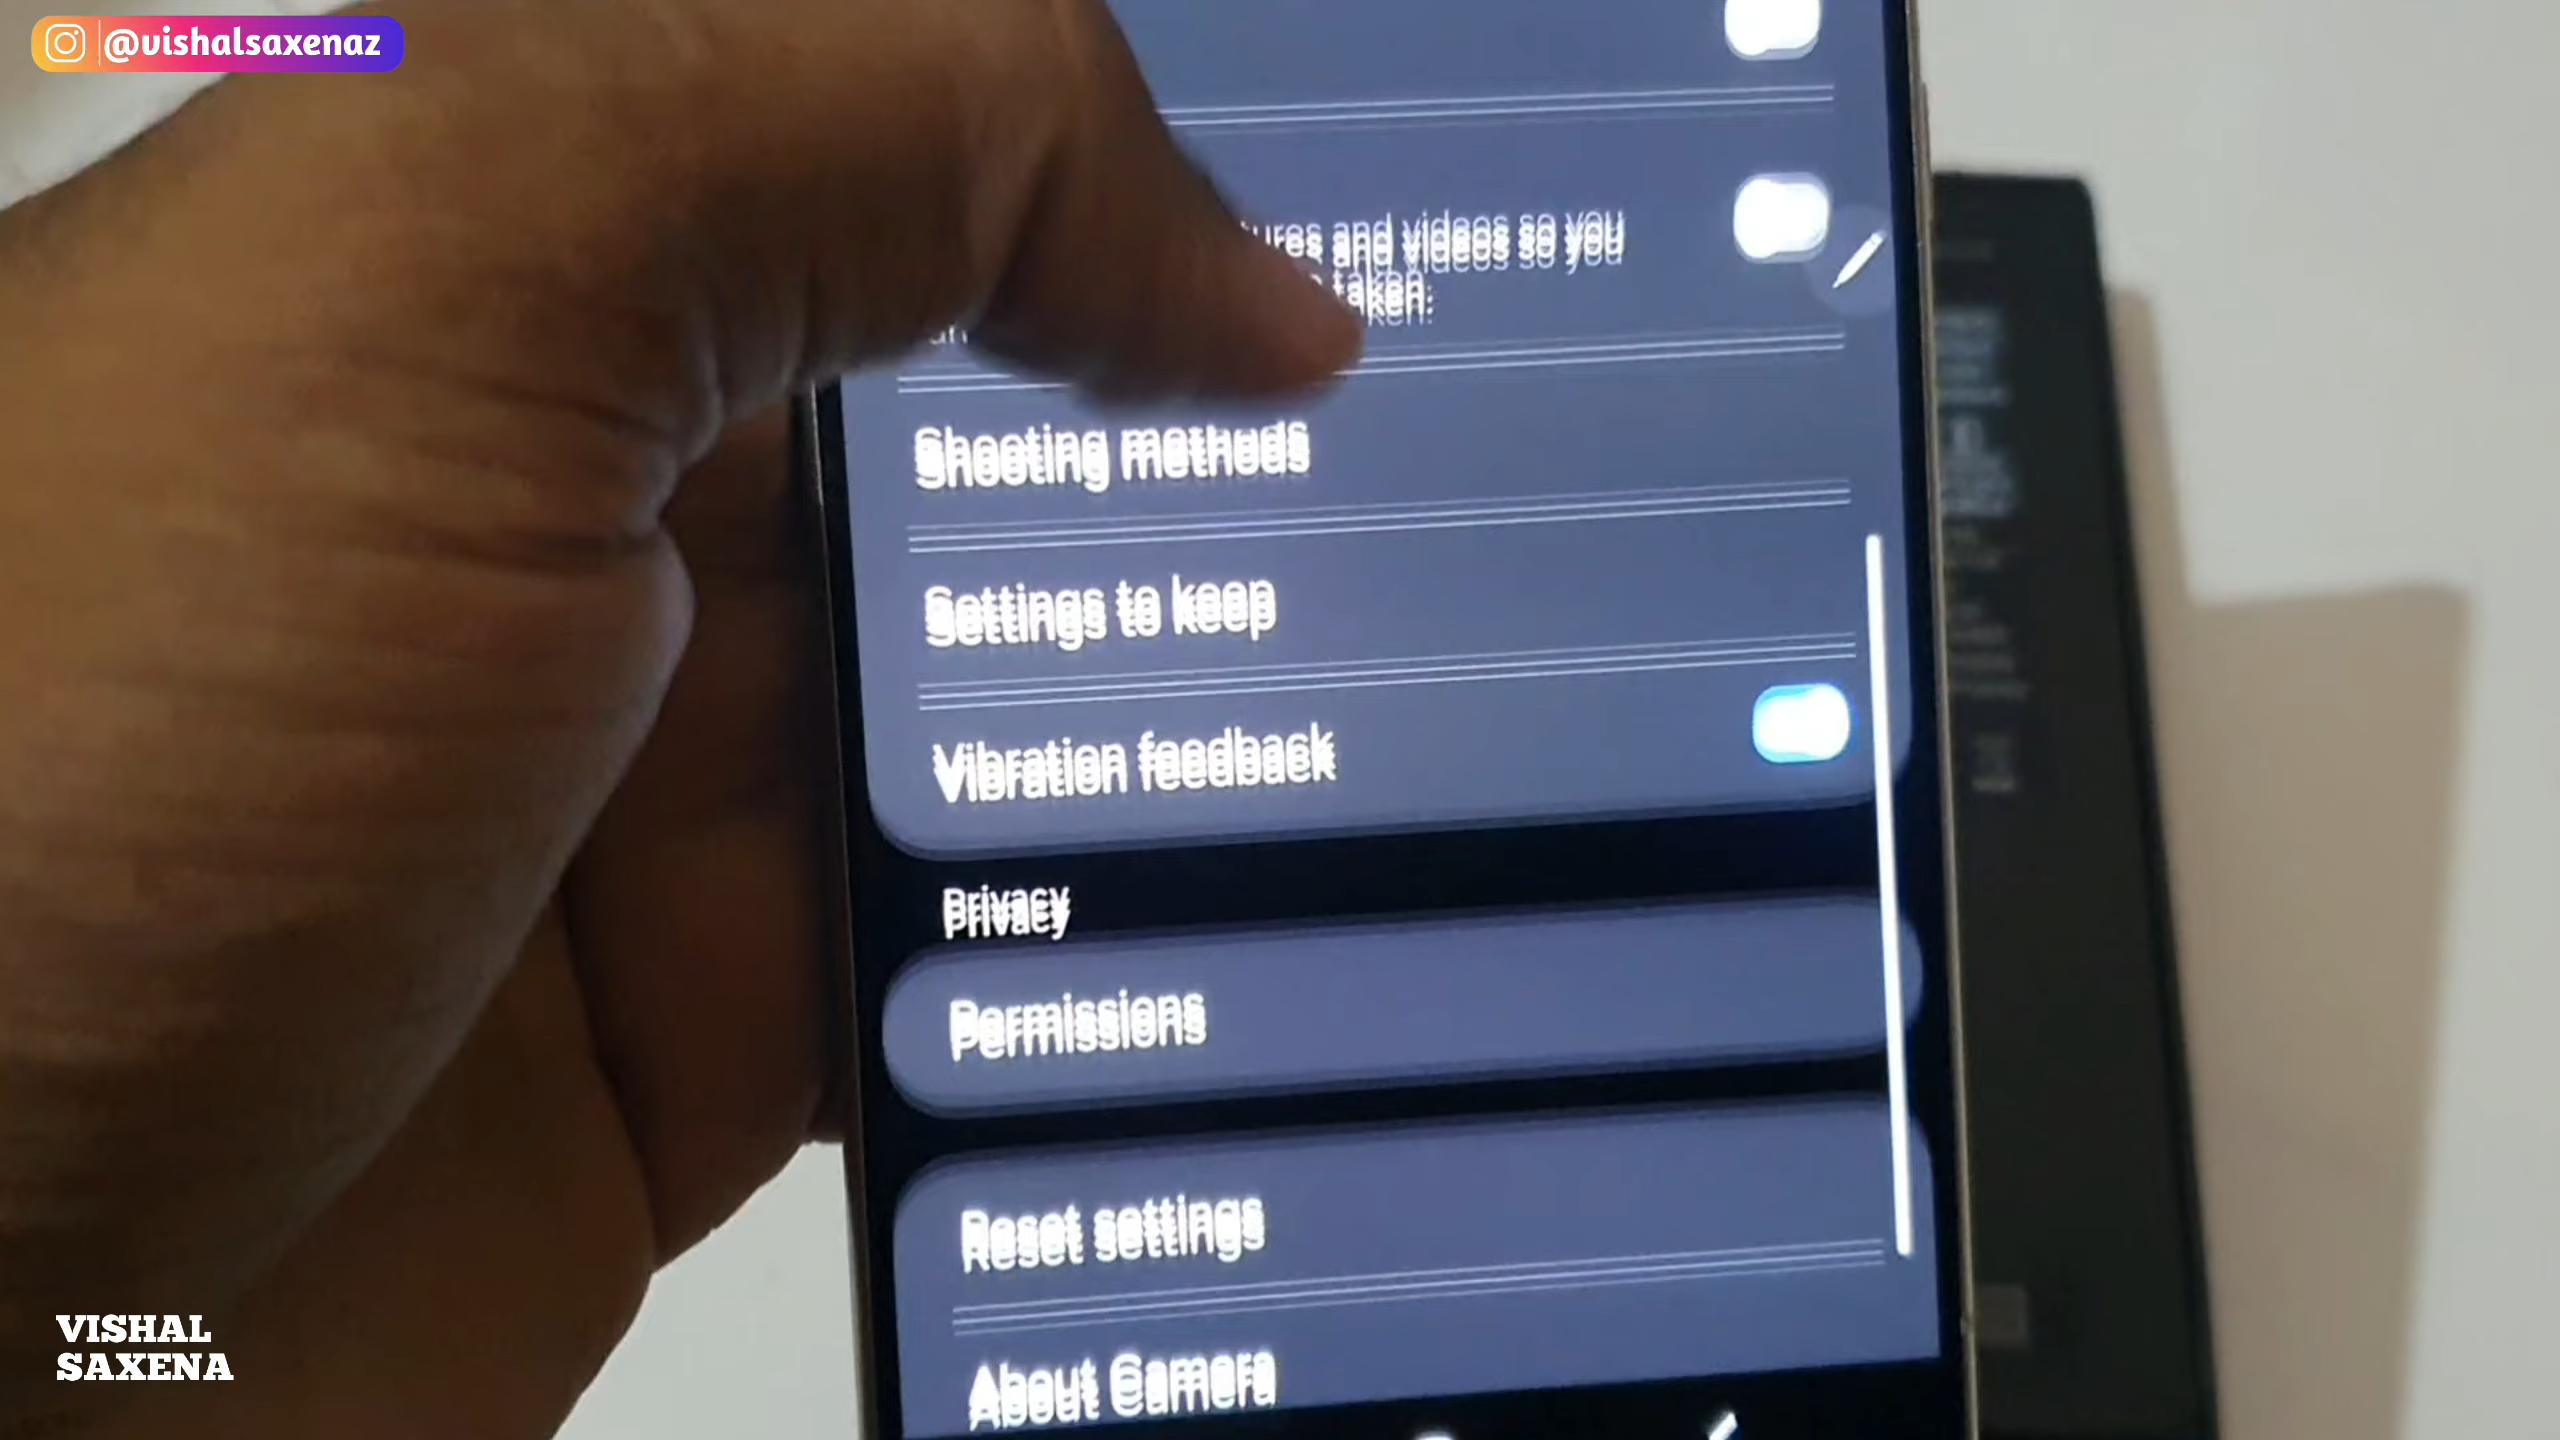 @vishalsaxenaz
tures and videos so you
taken.
Shooting methods
Settings to keep
Vibration feedback
Privacy
Permissions
Reset settings
About Camera
VISHAL
SAXENA